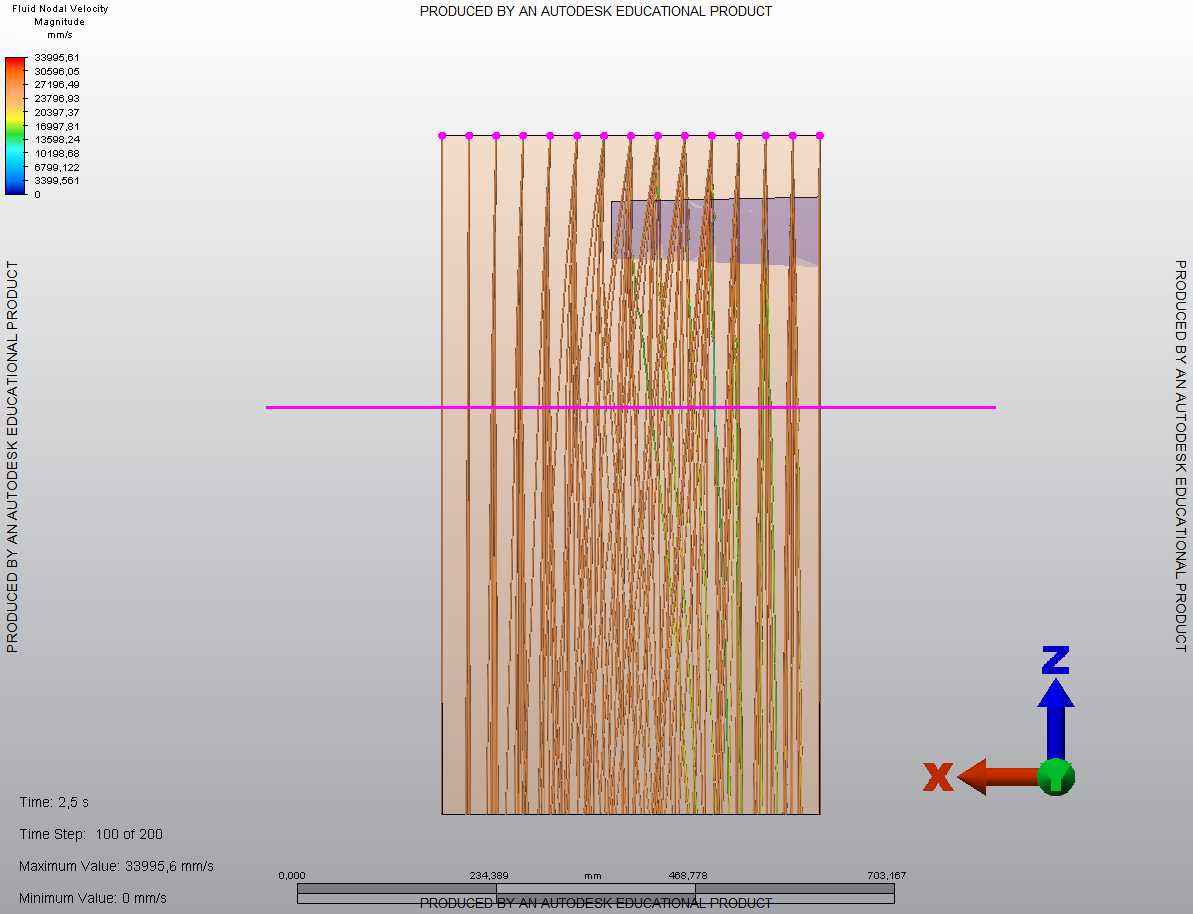 Fluid Nodal Velocity
Magnitude
mm/s
PRODUCED BY AN AUTODESK EDUCATIONAL PRODUCT
33995,61
30596,05
27196,49
23796,93
20397,37
16997,81
13598,24
10198,68
6799,122
3399,561
0
PRODUCED BY AN AUTODESK EDUCATIONAL PRODUCT
PRODUCED BY AN AUTODESK EDUCATIONAL PRODUCT
Z
X
Y
Time: 2,5 s
Time Step: 100 of 200
Maximum Value: 33995,6 mm/s
Minimum Value: 0 mm/s
0,000 234,389 mm 468,778 703,167
PRODUCED BY AN AUTODESK EDUCATIONAL PRODUCT